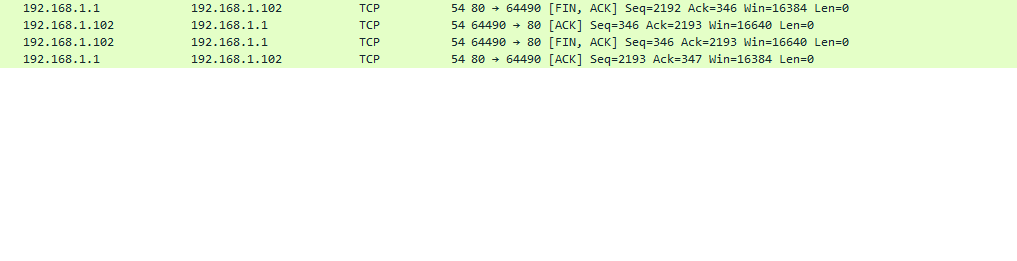 192.168.1.1 192.168.1.102 TCP 54 80 → 64490 [FIN, ACK] Seq=2192 Ack=346 Win=16384 Len=0
192.168.1.102 192.168.1.1 TCP 54 64490 → 80 [ACK] Seq=346 Ack=2193 Win=16640 Len=0
192.168.1.102 192.168.1.1 TCP 54 64490 → 80 [FIN, ACK] Seq=346 Ack=2193 Win=16640 Len=0
192.168.1.1 192.168.1.102 TCP 54 80 → 64490 [ACK] Seq=2193 Ack=347 Win=16384 Len=0